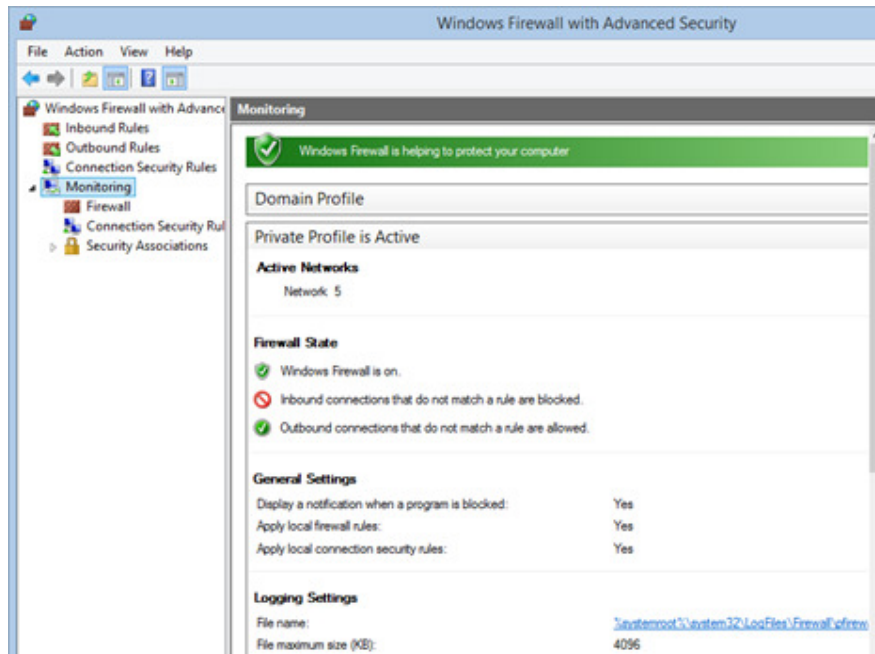 Windows Firewall with Advanced Security
File Action View Help
Windows Firewall with Advance
Inbound Rules
Outbound Rules
Connection Security Rules
Monitoring
Firewall
Connection Security Rul
Security Associations
Monitoring
Windows Firewall is helping to protect your computer
Domain Profile
Private Profile is Active
Active Networks
Network 5
Firewall State
Windows Firewall is on.
Inbound connections that do not match a rule are blocked.
Outbound connections that do not match a rule are allowed.
General Settings
Display a notification when a program is blocked: Yes
Apply local firewall rules: Yes
Apply local connection security rules: Yes
Logging Settings
File name: %systemroot%\system32\LogFiles\Firewall\pfirew
File maximum size (KB): 4096